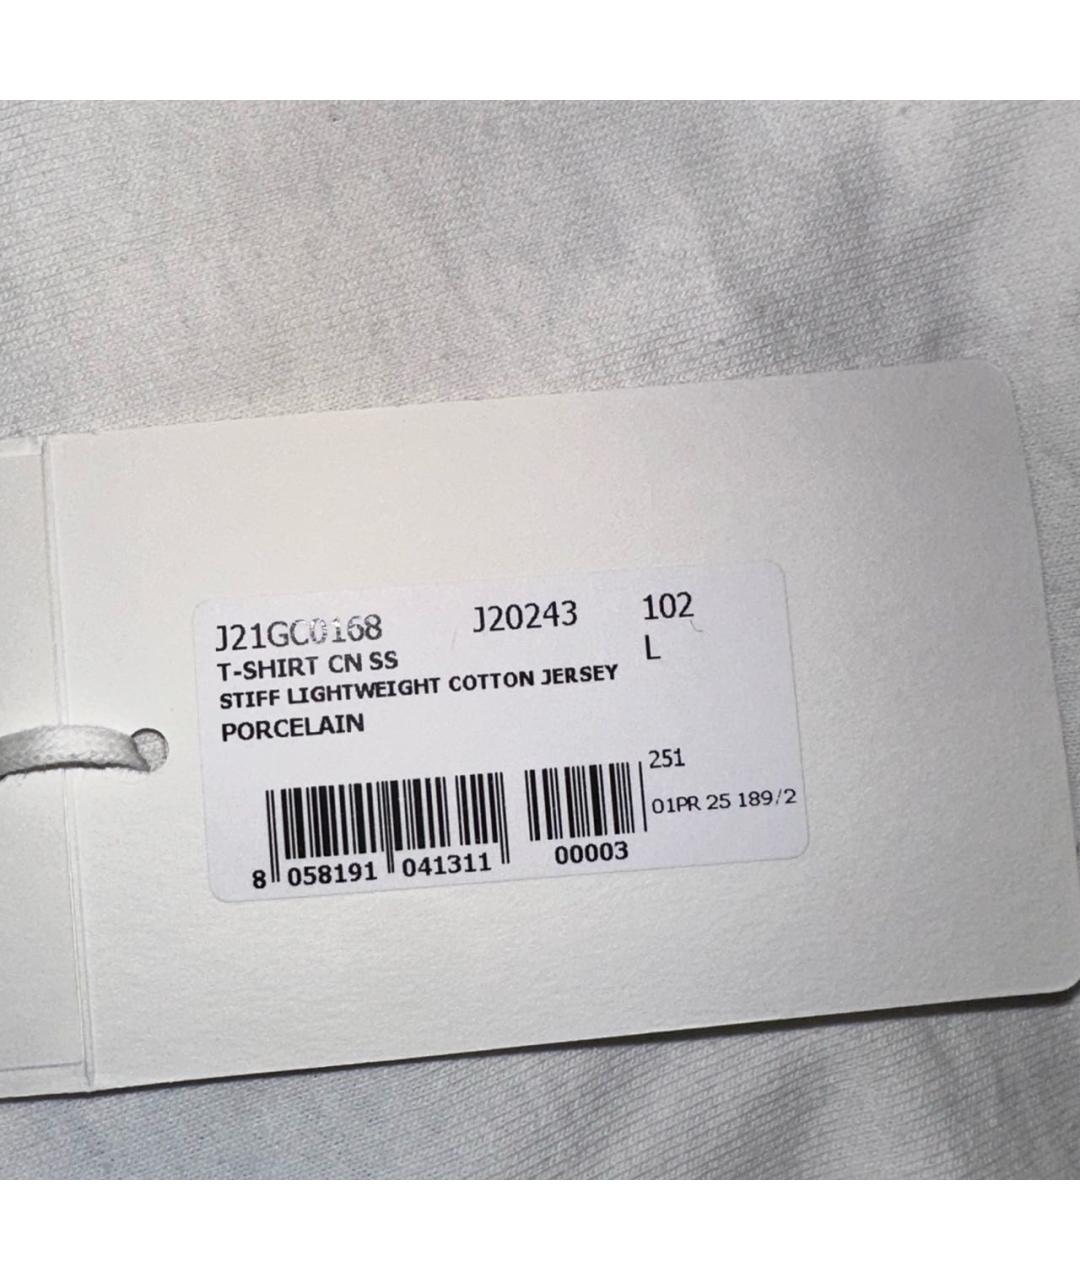 J21GC0168 J20243 102
T-SHIRT CN SS L
STIFF LIGHTWEIGHT COTTON JERSEY
PORCELAIN
251
01PR 25 189/2
8 058191 041311 00003